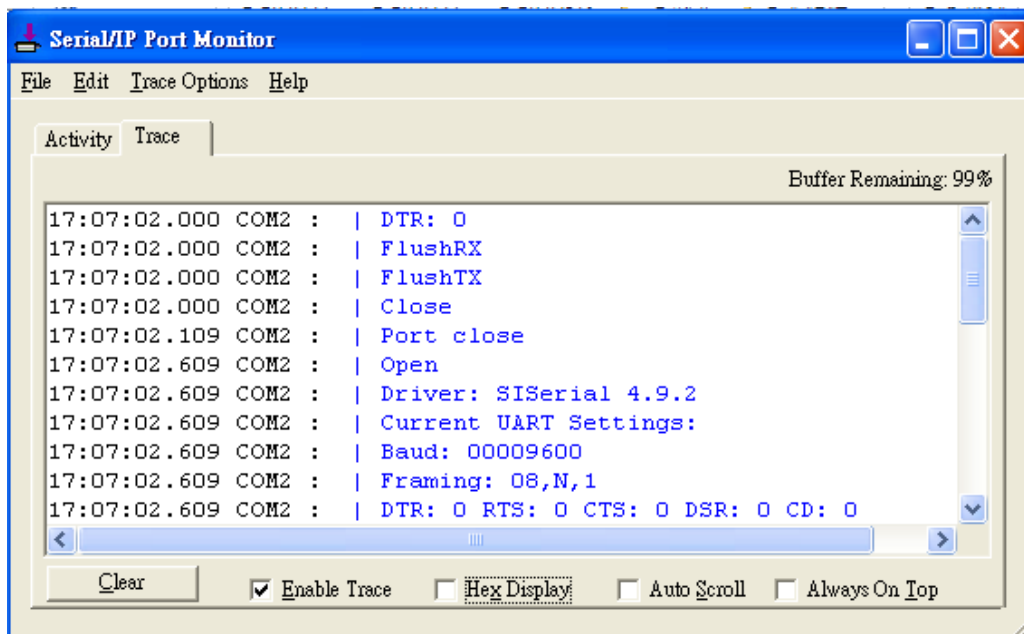 Serial/IP Port Monitor
File Edit Trace Options Help
Activity Trace
Buffer Remaining: 99%
17:07:02.000 COM2 : | DTR: 0
17:07:02.000 COM2 : | FlushRX
17:07:02.000 COM2 : | FlushTX
17:07:02.000 COM2 : | Close
17:07:02.109 COM2 : | Port close
17:07:02.609 COM2 : | Open
17:07:02.609 COM2 : | Driver: SISerial 4.9.2
17:07:02.609 COM2 : | Current UART Settings:
17:07:02.609 COM2 : | Baud: 00009600
17:07:02.609 COM2 : | Framing: 08,N,1
17:07:02.609 COM2 : | DTR: 0 RTS: 0 CTS: 0 DSR: 0 CD: 0
Clear Enable Trace Hex Display Auto Scroll Always On Top